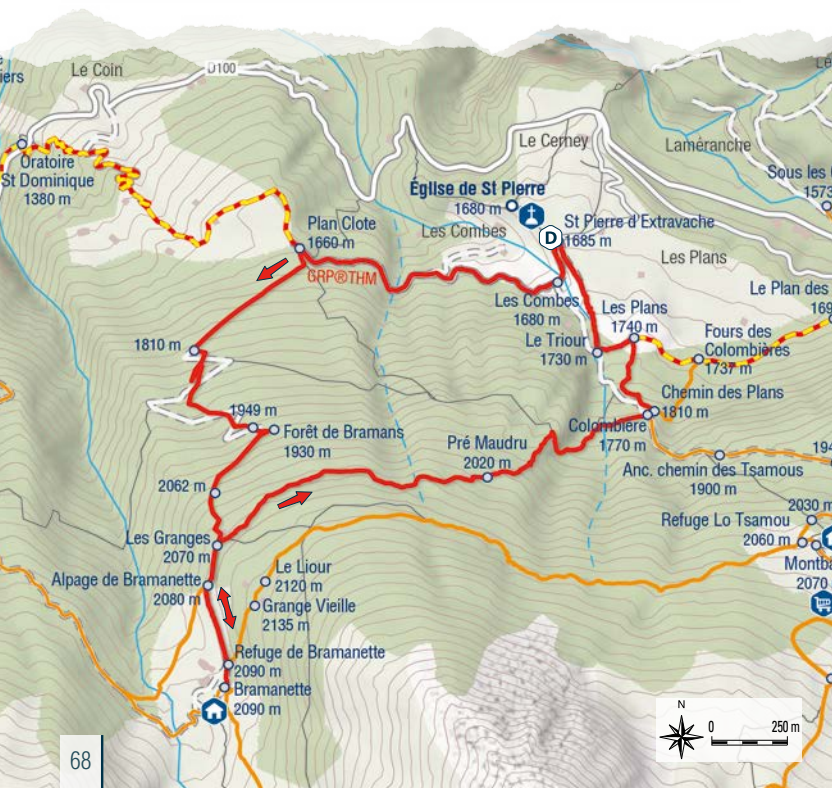 Le Coin
D100
iers
Oratoire
St Dominique
1380 m
Le Cerney
Laméranche
Sous les
1573
Église de St Pierre
1680 m
D
St Pierre d'Extravache
1685 m
Les Combes
Plan Clote
1660 m
GRP®THM
Les Plans
Les Combes
1680 m
Les Plans
1740 m
Le Plan des
169
Le Triour
1730 m
Fours des
Colombières
1737 m
1810 m
Chemin des Plans
1810 m
1949 m
Forêt de Bramans
1930 m
Colombière
1770 m
Pré Maudru
2020 m
194
Anc. chemin des Tsamous
1900 m
2062 m
2030 m
Refuge Lo Tsamou
2060 m
Les Granges
2070 m
Montba
2070
Le Liour
2120 m
Alpage de Bramanette
2080 m
Grange Vieille
2135 m
Refuge de Bramanette
2090 m
Bramanette
2090 m
N
0 250 m
68